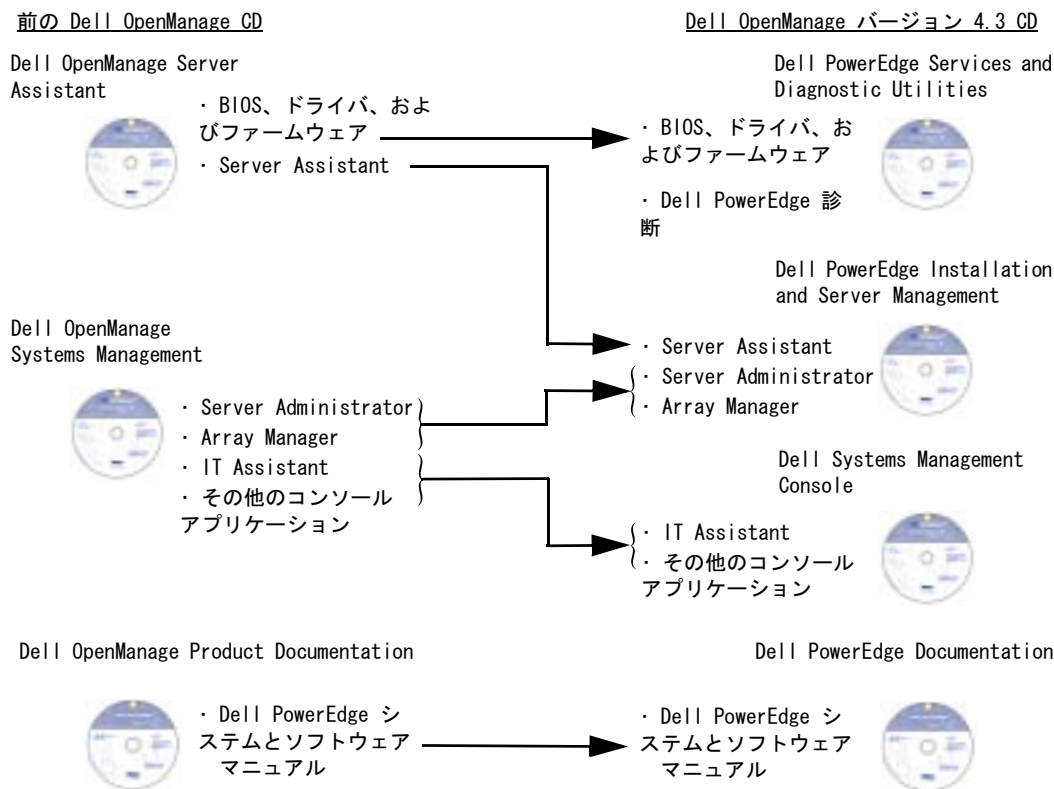 前の Dell OpenManage CD
Dell OpenManage バージョン 4.3 CD
Dell OpenManage Server
Assistant
・ BIOS、ドライバ、およ
びファームウェア
・ Server Assistant
Dell PowerEdge Services and
Diagnostic Utilities
・ BIOS、ドライバ、お
よびファームウェア
・ Dell PowerEdge 診
断
Dell PowerEdge Installation
and Server Management
・ Server Assistant
・ Server Administrator
・ Array Manager
Dell OpenManage
Systems Management
・ Server Administrator
・ Array Manager
・ IT Assistant
・ その他のコンソール
アプリケーション
Dell Systems Management
Console
・ IT Assistant
・ その他のコンソール
アプリケーション
Dell OpenManage Product Documentation
・ Dell PowerEdge シ
ステムとソフトウェア
マニュアル
Dell PowerEdge Documentation
・ Dell PowerEdge シ
ステムとソフトウェア
マニュアル